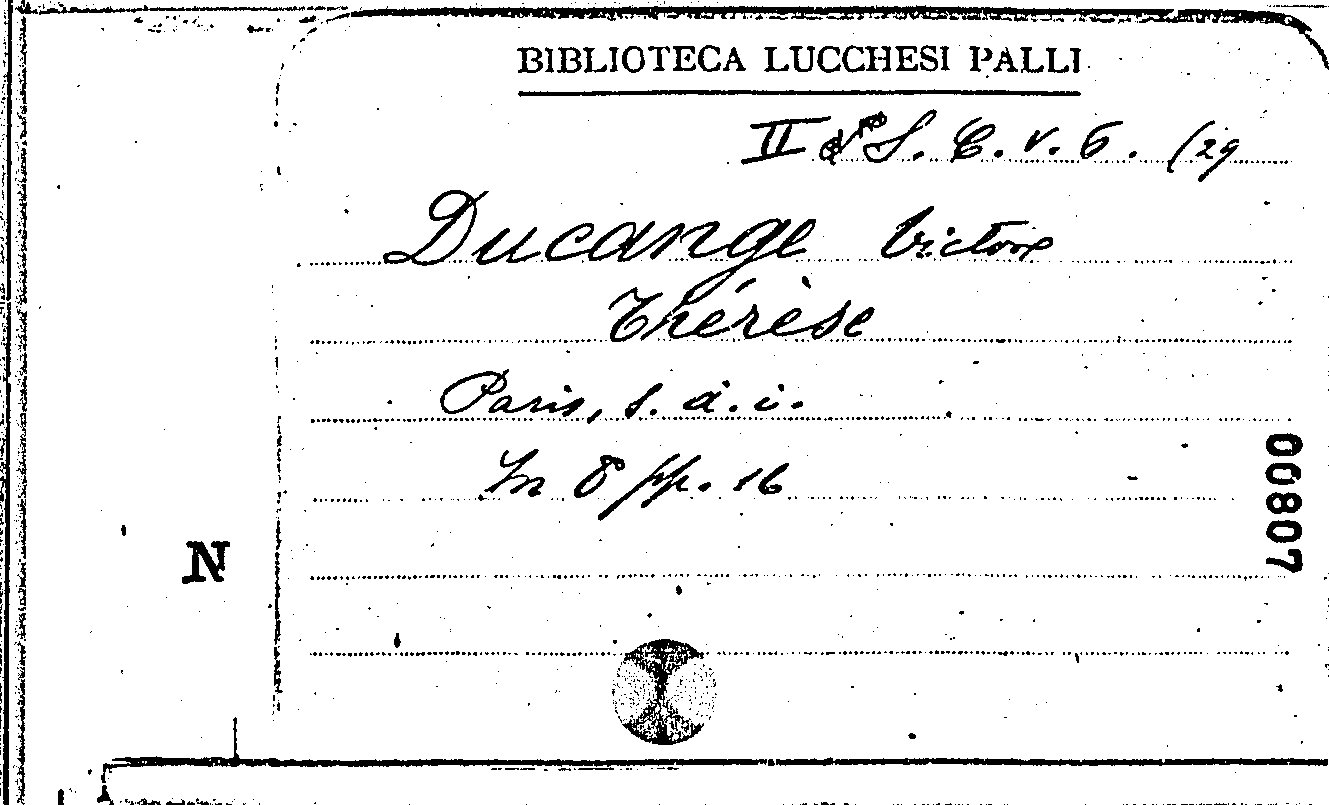 BIBLIOTECA LUCCHESI PALLI
II S. C. v. 6. (29
Ducange Victor
Thérèse
Paris, s. d. i.
In 8 pp. 16
00807
N